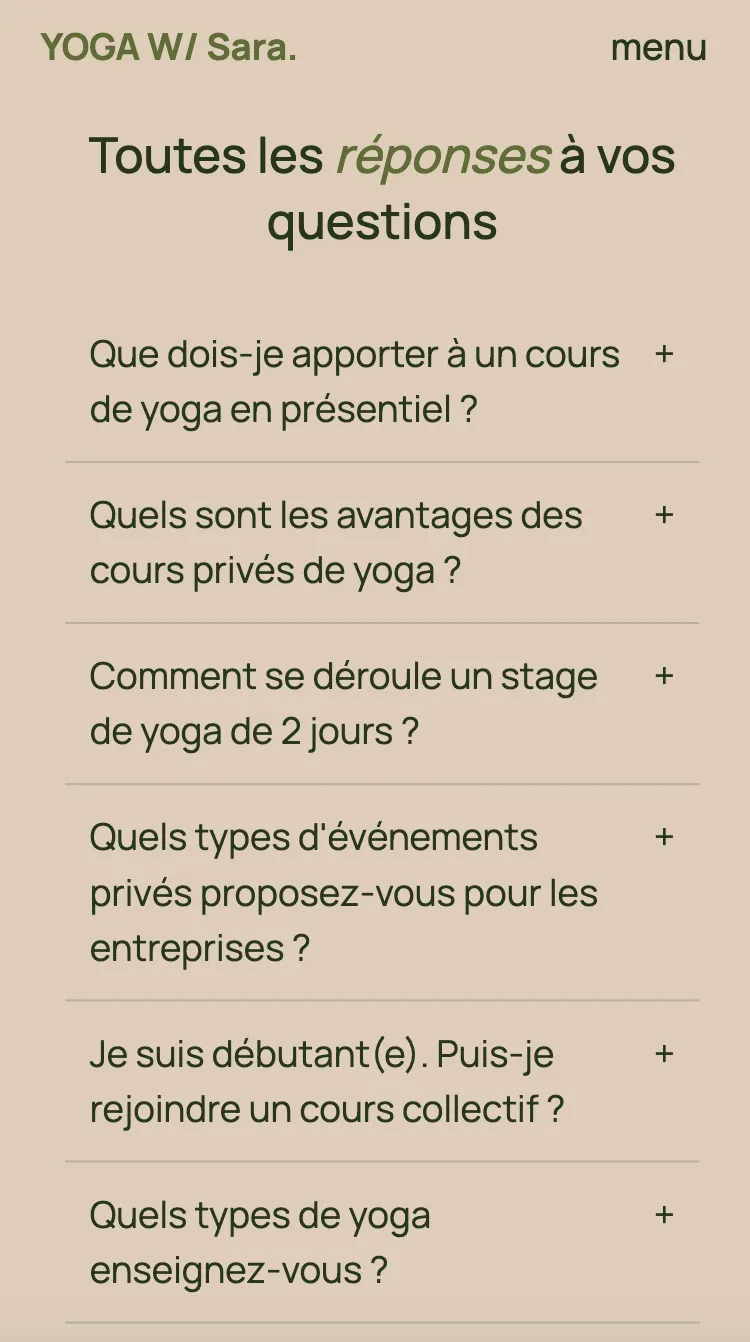 YOGA W/ Sara.
menu
Toutes les réponses à vos
questions
Que dois-je apporter à un cours +
de yoga en présentiel ?
Quels sont les avantages des +
cours privés de yoga ?
Comment se déroule un stage +
de yoga de 2 jours ?
Quels types d'événements +
privés proposez-vous pour les
entreprises ?
Je suis débutant(e). Puis-je +
rejoindre un cours collectif ?
Quels types de yoga +
enseignez-vous ?